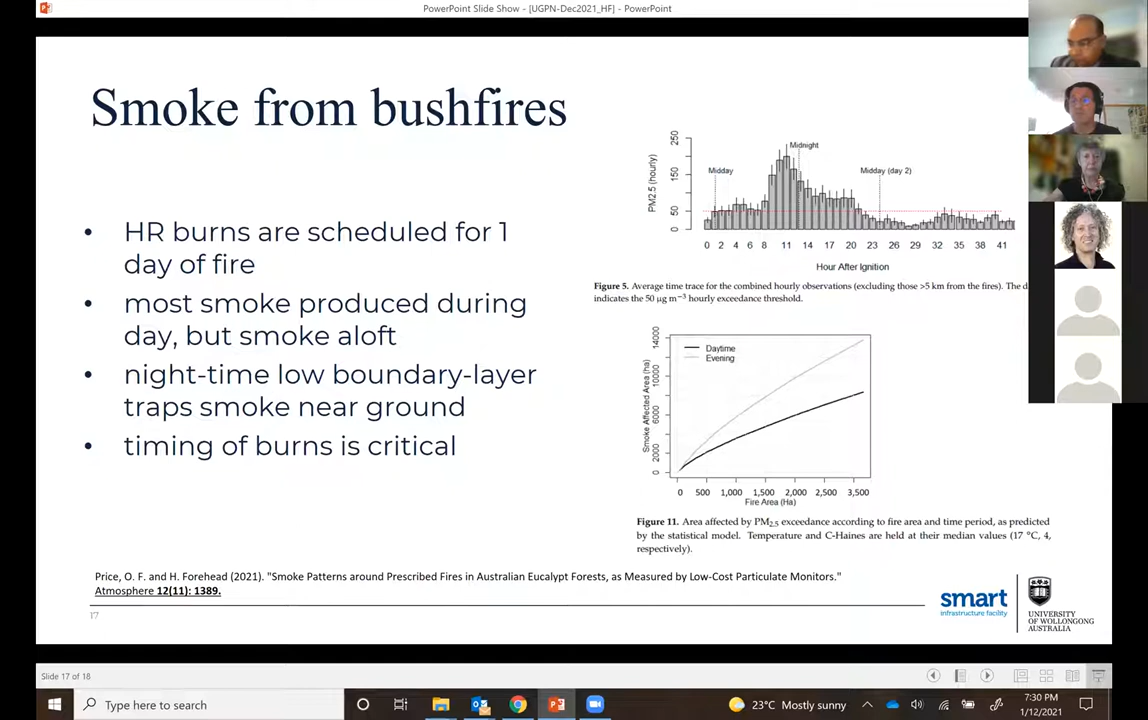 PowerPoint Slide Show - [UGPN-Dec2021_HF] - PowerPoint
Smoke from bushfires
• HR burns are scheduled for 1
day of fire
• most smoke produced during
day, but smoke aloft
• night-time low boundary-layer
traps smoke near ground
• timing of burns is critical
PM2.5 (hourly)
250
150
50
0
Midday
Midnight
Midday (day 2)
0 2 4 6 8 11 14 17 20 23 26 29 32 35 38 41
Hour After Ignition
Figure 5. Average time trace for the combined hourly observations (excluding those >5 km from the fires). The d
indicates the 50 µg m⁻³ hourly exceedance threshold.
Smoke Affected Area (ha)
14000
10000
6000
2000
0
Daytime
Evening
0 500 1,000 1,500 2,000 2,500 3,500
Fire Area (Ha)
Figure 11. Area affected by PM2.5 exceedance according to fire area and time period, as predicted
by the statistical model. Temperature and C-Haines are held at their median values (17 °C, 4,
respectively).
Price, O. F. and H. Forehead (2021). "Smoke Patterns around Prescribed Fires in Australian Eucalypt Forests, as Measured by Low-Cost Particulate Monitors."
Atmosphere 12(11): 1389.
17
smart
infrastructure facility
UNIVERSITY
OF WOLLONGONG
AUSTRALIA
Slide 17 of 18
Type here to search
23°C Mostly sunny
7:30 PM
1/12/2021